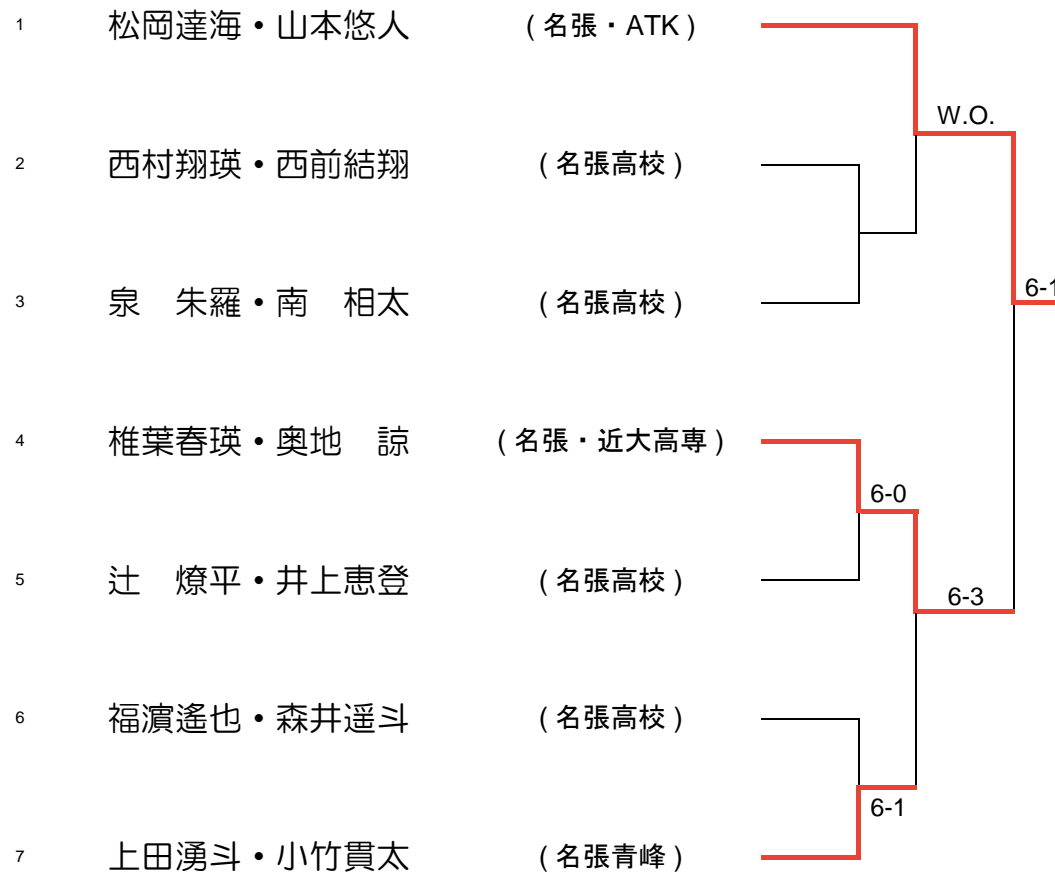 1 松岡達海・山本悠人 (名張・ATK)
W.O.
2 西村翔瑛・西前結翔 (名張高校)
3 泉　朱羅・南　相太 (名張高校)
6-1
4 椎葉春瑛・奥地　諒 (名張・近大高専)
6-0
5 辻　燎平・井上恵登 (名張高校)
6-3
6 福濵遙也・森井遥斗 (名張高校)
6-1
7 上田湧斗・小竹貫太 (名張青峰)